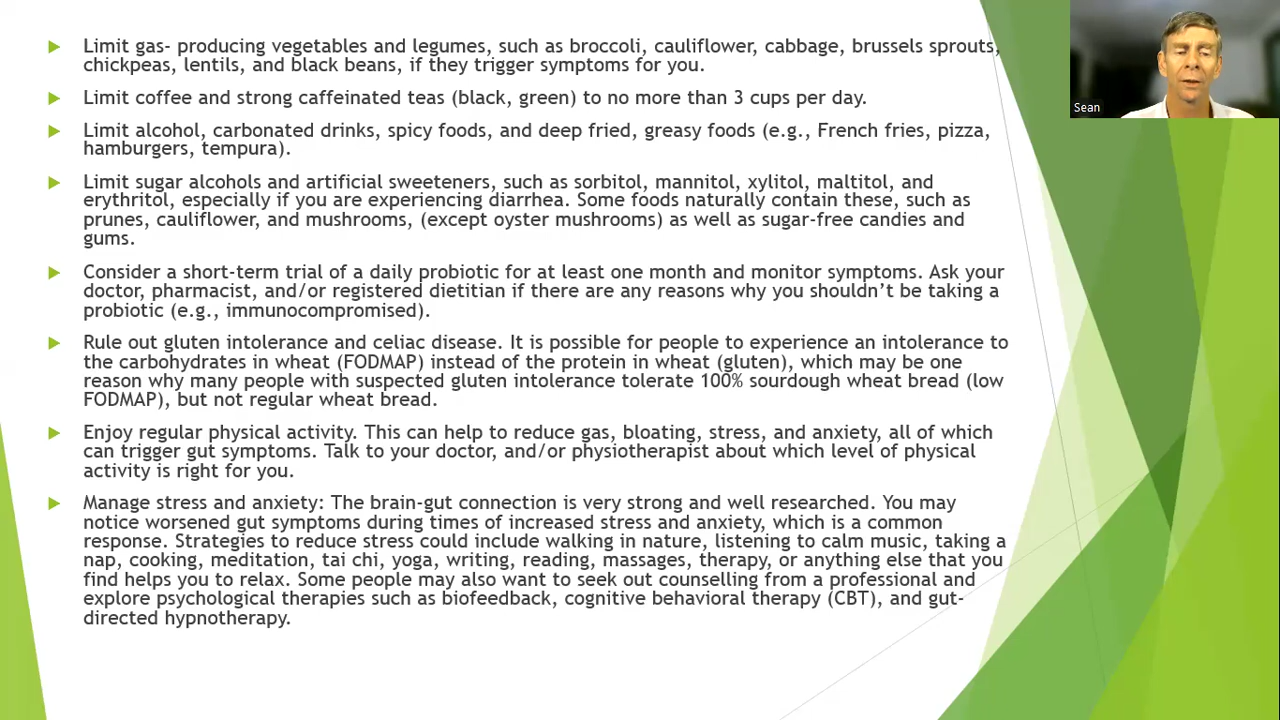 Limit gas- producing vegetables and legumes, such as broccoli, cauliflower, cabbage, brussels sprouts,
chickpeas, lentils, and black beans, if they trigger symptoms for you.
Limit coffee and strong caffeinated teas (black, green) to no more than 3 cups per day.
Limit alcohol, carbonated drinks, spicy foods, and deep fried, greasy foods (e.g., French fries, pizza,
hamburgers, tempura).
Limit sugar alcohols and artificial sweeteners, such as sorbitol, mannitol, xylitol, maltitol, and
erythritol, especially if you are experiencing diarrhea. Some foods naturally contain these, such as
prunes, cauliflower, and mushrooms, (except oyster mushrooms) as well as sugar-free candies and
gums.
Consider a short-term trial of a daily probiotic for at least one month and monitor symptoms. Ask your
doctor, pharmacist, and/or registered dietitian if there are any reasons why you shouldn't be taking a
probiotic (e.g., immunocompromised).
Rule out gluten intolerance and celiac disease. It is possible for people to experience an intolerance to
the carbohydrates in wheat (FODMAP) instead of the protein in wheat (gluten), which may be one
reason why many people with suspected gluten intolerance tolerate 100% sourdough wheat bread (low
FODMAP), but not regular wheat bread.
Enjoy regular physical activity. This can help to reduce gas, bloating, stress, and anxiety, all of which
can trigger gut symptoms. Talk to your doctor, and/or physiotherapist about which level of physical
activity is right for you.
Manage stress and anxiety: The brain-gut connection is very strong and well researched. You may
notice worsened gut symptoms during times of increased stress and anxiety, which is a common
response. Strategies to reduce stress could include walking in nature, listening to calm music, taking a
nap, cooking, meditation, tai chi, yoga, writing, reading, massages, therapy, or anything else that you
find helps you to relax. Some people may also want to seek out counselling from a professional and
explore psychological therapies such as biofeedback, cognitive behavioral therapy (CBT), and gut-
directed hypnotherapy.
Sean